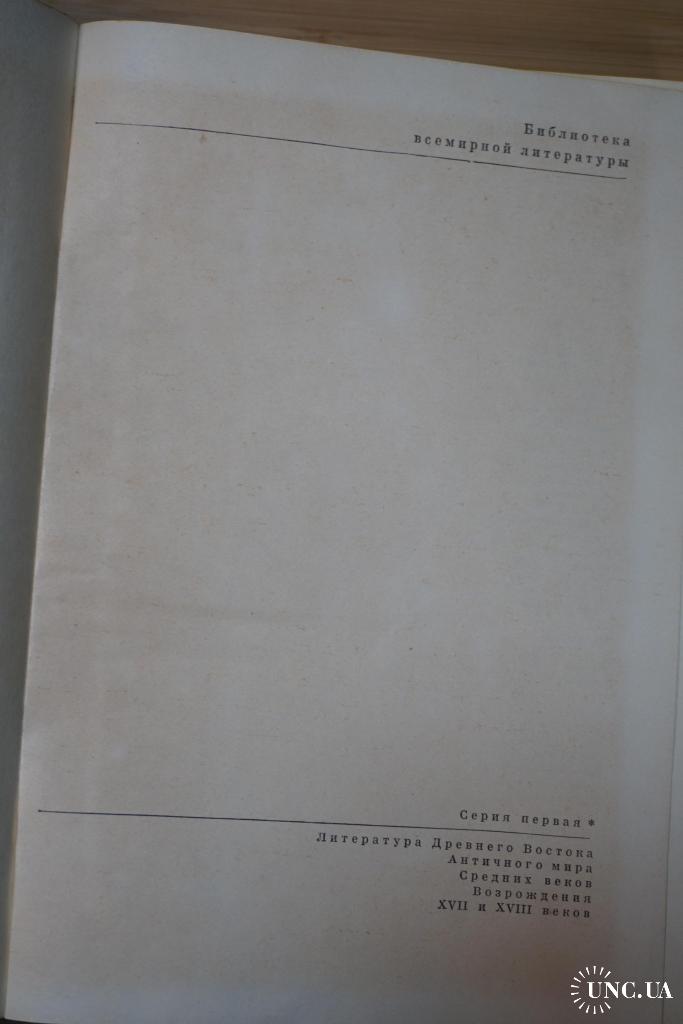 Библиотека
всемирной литературы
Серия первая *
Литература Древнего Востока
Античного мира
Средних веков
Возрождения
XVII и XVIII веков
UNC.UA